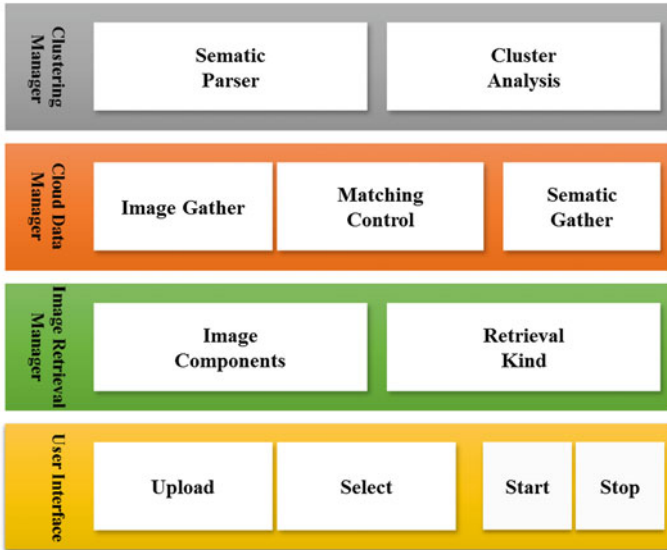 Clustering
Manager
Sematic
Parser
Cluster
Analysis
Cloud Data
Manager
Image Gather
Matching
Control
Sematic
Gather
Image Retrieval
Manager
Image
Components
Retrieval
Kind
User Interface
Upload
Select
Start
Stop